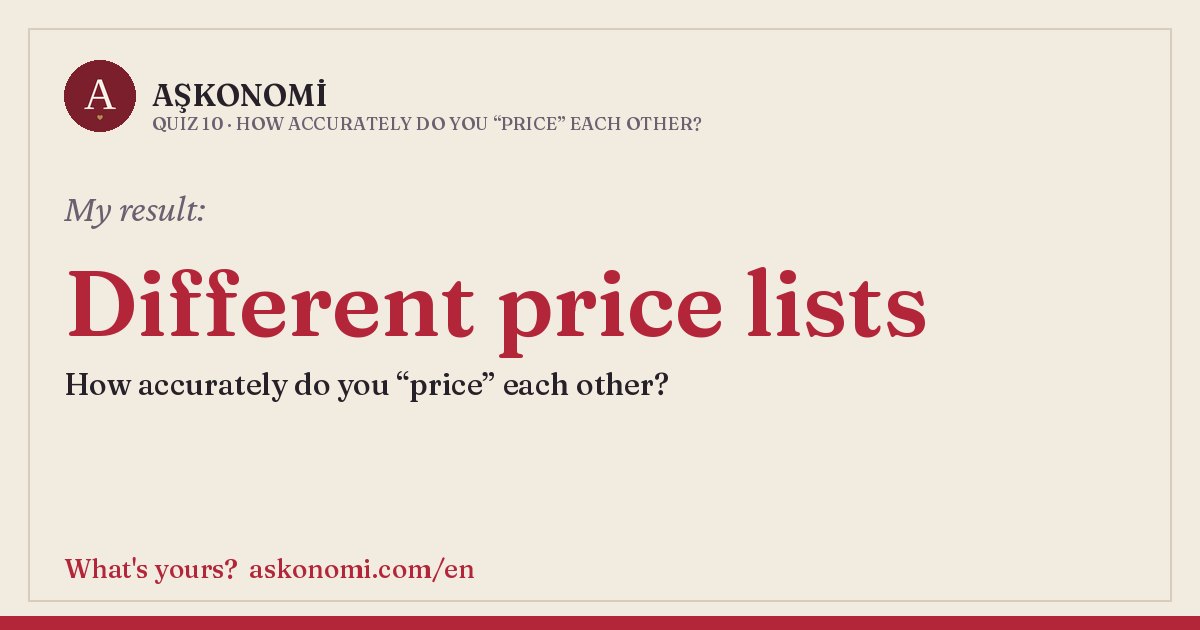 A
AŞKONOMİ
QUIZ 10 · HOW ACCURATELY DO YOU “PRICE” EACH OTHER?
My result:
Different price lists
How accurately do you “price” each other?
What's yours? askonomi.com/en